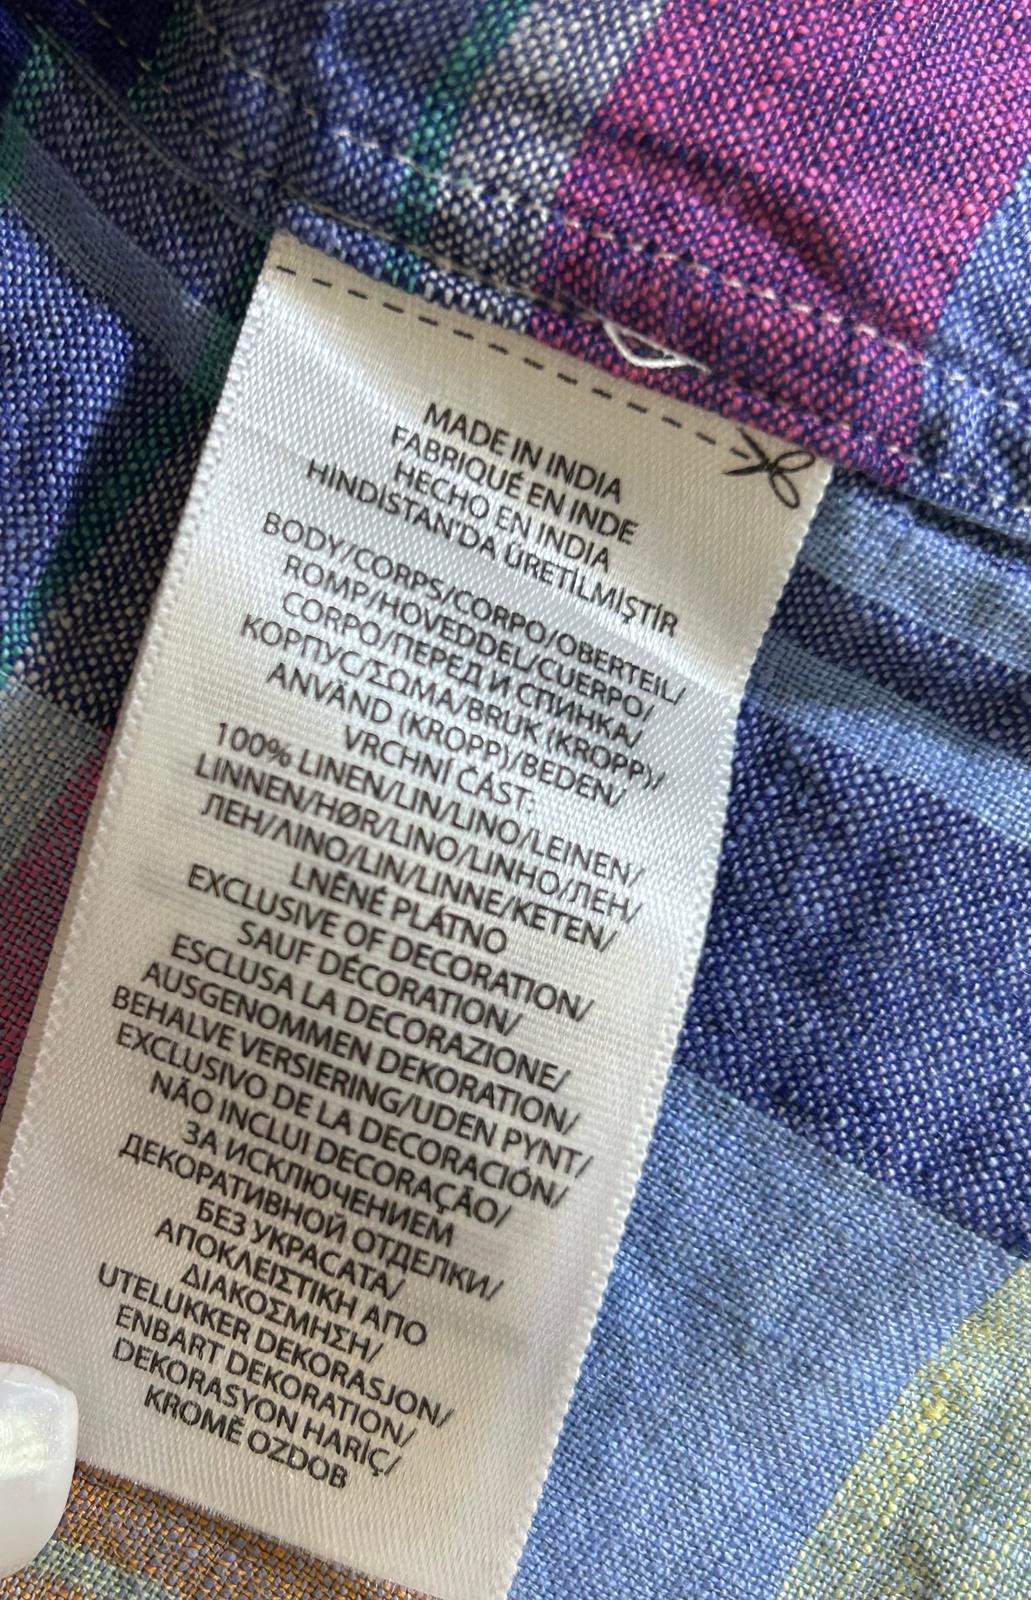 MADE IN INDIA
FABRIQUÉ EN INDE
HECHO EN INDIA
HINDISTAN'DA ÜRETİLMİŞTİR
BODY/CORPS/CORPO/OBERTEIL/
ROMP/HOVEDDEL/CUERPO/
CORPO/ПЕРЕД И СПИНКА/
КОРПУС/ΣΩΜΑ/BRUK (KROPP)/
ANVÄND (KROPP)/BEDEN/
VRCHNÍ ČÁST:
100% LINEN/LIN/LINO/LEINEN/
LINNEN/HØR/LINO/LINHO/ЛЕН/
ЛЕН/ΛΙΝΟ/LIN/LINNE/KETEN/
LNĚNÉ PLÁTNO
EXCLUSIVE OF DECORATION/
SAUF DÉCORATION/
ESCLUSA LA DECORAZIONE/
AUSGENOMMEN DEKORATION/
BEHALVE VERSIERING/UDEN PYNT/
EXCLUSIVO DE LA DECORACIÓN/
NÃO INCLUI DECORAÇÃO/
ЗА ИСКЛЮЧЕНИЕМ
ДЕКОРАТИВНОЙ ОТДЕЛКИ/
БЕЗ УКРАСАТА/
ΑΠΟΚΛΕΙΣΤΙΚΗ ΑΠΟ
ΔΙΑΚΟΣΜΗΣΗ/
UTELUKKER DEKORASJON/
ENBART DEKORATION/
DEKORASYON HARİÇ/
KROMĚ OZDOB